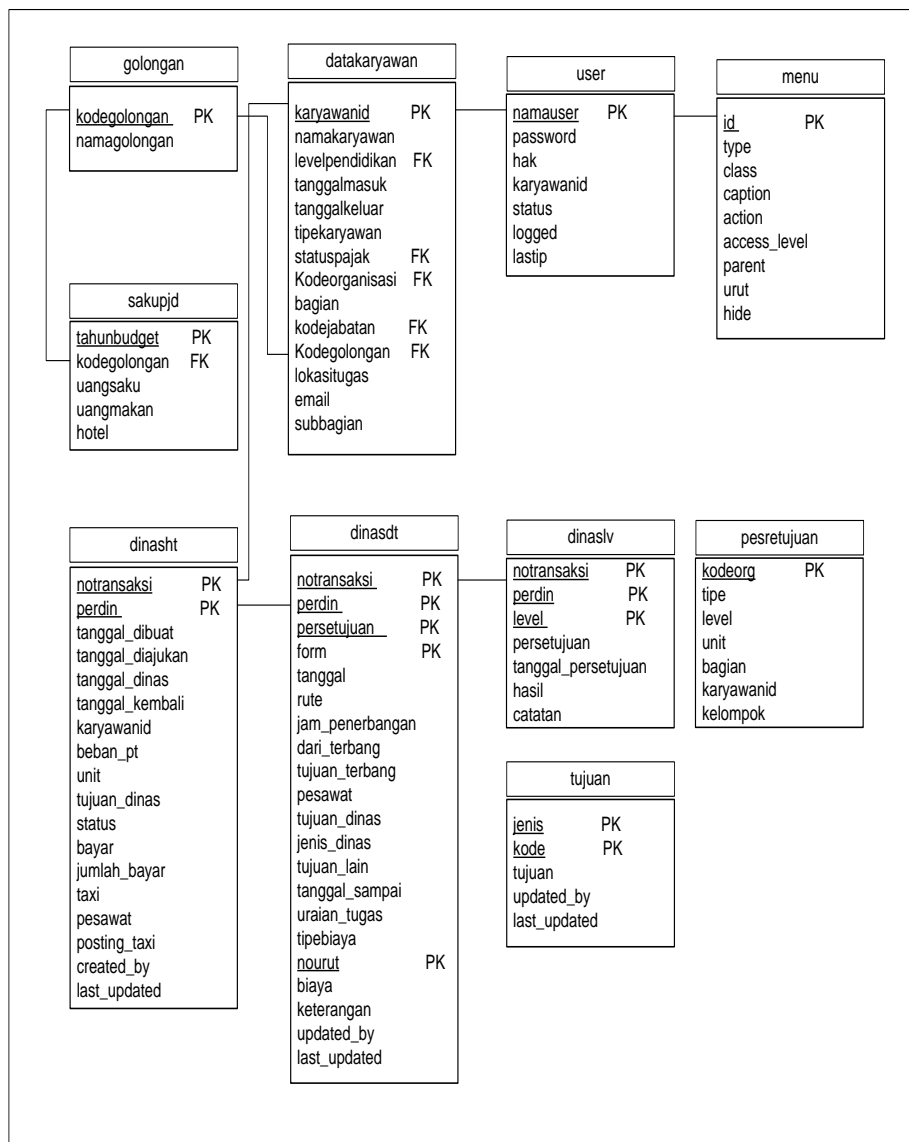 golongan
kodegolongan PK
namagolongan
datakaryawan
karyawanid PK
namakaryawan
levelpendidikan FK
tanggalmasuk
tanggalkeluar
tipekaryawan
statuspajak FK
Kodeorganisasi FK
bagian
kodejabatan FK
Kodegolongan FK
lokasitugas
email
subbagian
user
namauser PK
password
hak
karyawanid
status
logged
lastip
menu
id PK
type
class
caption
action
access_level
parent
urut
hide
sakupjd
tahunbudget PK
kodegolongan FK
uangsaku
uangmakan
hotel
dinasht
notransaksi PK
perdin PK
tanggal_dibuat
tanggal_diajukan
tanggal_dinas
tanggal_kembali
karyawanid
beban_pt
unit
tujuan_dinas
status
bayar
jumlah_bayar
taxi
pesawat
posting_taxi
created_by
last_updated
dinasdt
notransaksi PK
perdin PK
persetujuan PK
form PK
tanggal
rute
jam_penerbangan
dari_terbang
tujuan_terbang
pesawat
tujuan_dinas
jenis_dinas
tujuan_lain
tanggal_sampai
uraian_tugas
tipebiaya
nourut PK
biaya
keterangan
updated_by
last_updated
dinaslv
notransaksi PK
perdin PK
level PK
persetujuan
tanggal_persetujuan
hasil
catatan
pesretujuan
kodeorg PK
tipe
level
unit
bagian
karyawanid
kelompok
tujuan
jenis PK
kode PK
tujuan
updated_by
last_updated